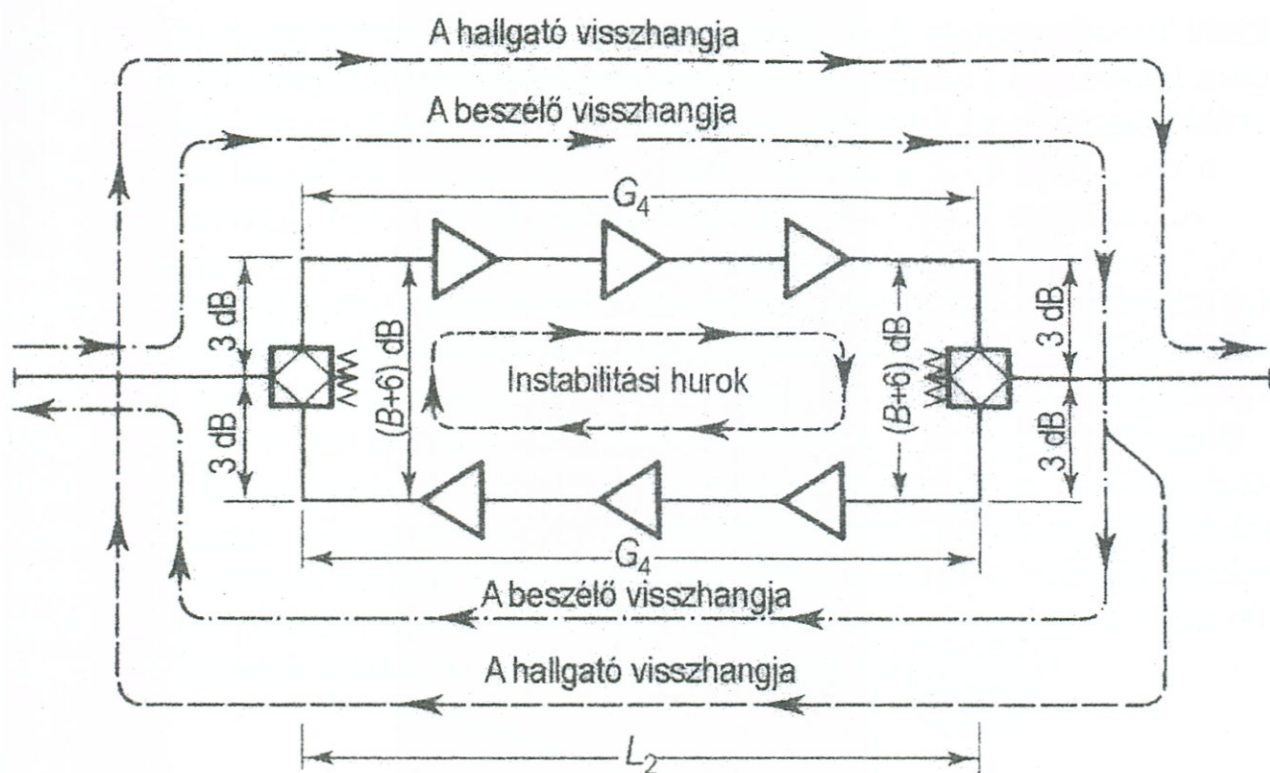 A hallgató visszhangja
A beszélő visszhangja
G4
3 dB
3 dB
(B+6) dB
Instabilitási hurok
(B+6) dB
3 dB
3 dB
G4
A beszélő visszhangja
A hallgató visszhangja
L2